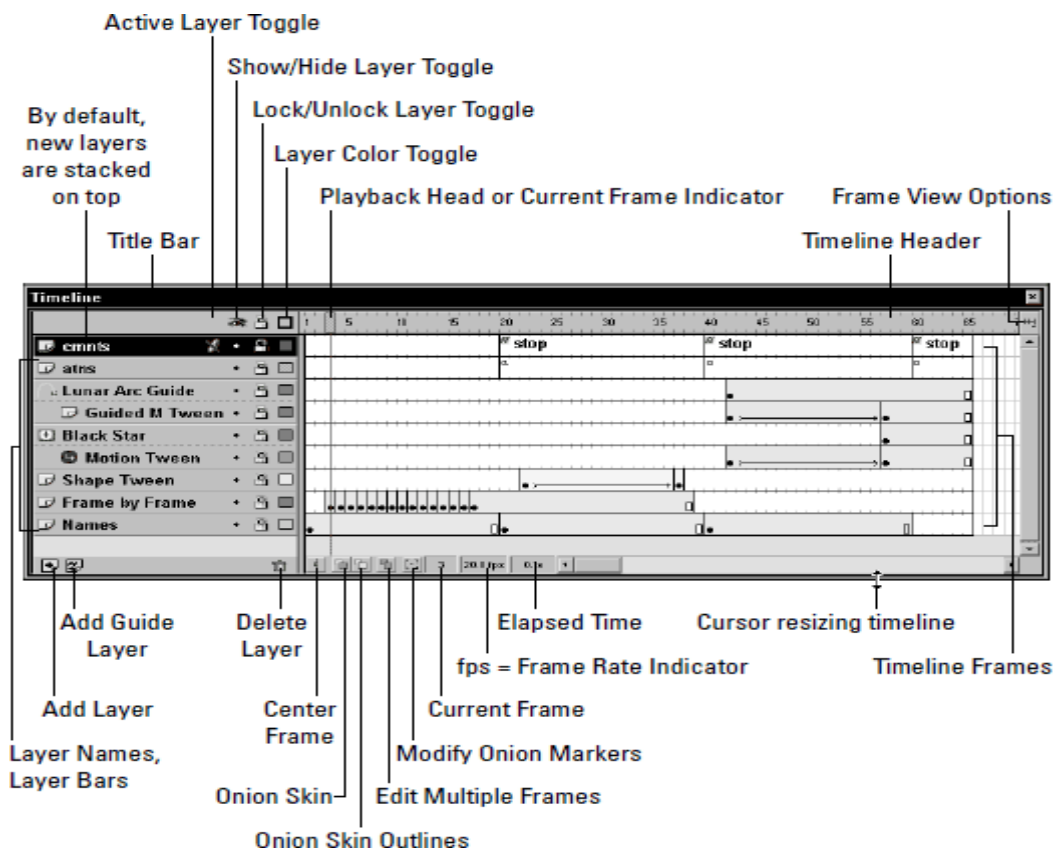 Active Layer Toggle
Show/Hide Layer Toggle
By default,
new layers
are stacked
on top
Lock/Unlock Layer Toggle
Layer Color Toggle
Playback Head or Current Frame Indicator
Frame View Options
Title Bar
Timeline Header
Timeline
1 5 10 15 20 25 30 35 40 45 50 55 60 65
cmnts
stop stop stop
atns
Lunar Arc Guide
Guided M Tween
Black Star
Motion Tween
Shape Tween
Frame by Frame
Names
3 20.0 fps 0.1s
Add Guide
Layer
Delete
Layer
Elapsed Time
Cursor resizing timeline
fps = Frame Rate Indicator
Timeline Frames
Add Layer
Center
Frame
Current Frame
Layer Names,
Layer Bars
Modify Onion Markers
Onion Skin
Edit Multiple Frames
Onion Skin Outlines